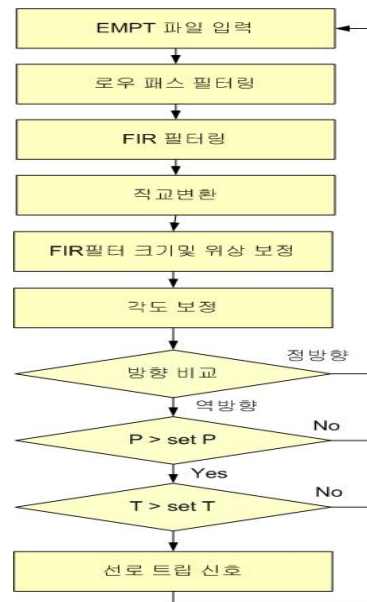 EMPT 파일 입력
로우 패스 필터링
FIR 필터링
직교변환
FIR필터 크기및 위상 보정
각도 보정
정방향
방향 비교
역방향
No
P > set P
Yes
No
T > set T
선로 트립 신호